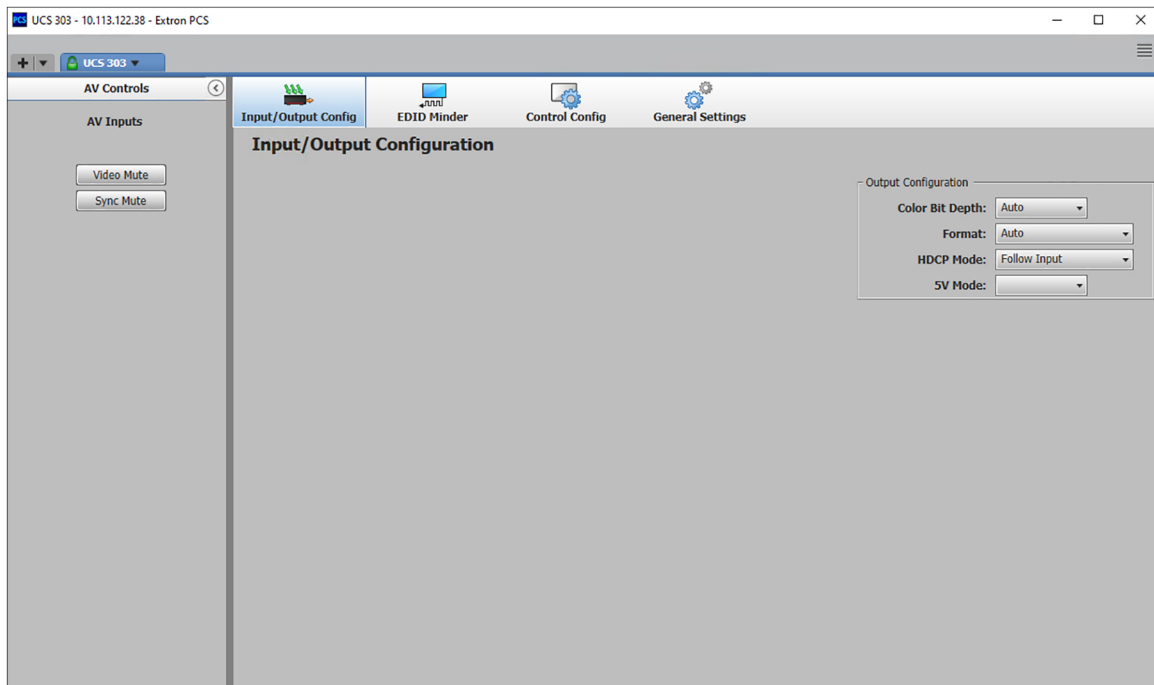 PCS UCS 303 - 10.113.122.38 - Extron PCS
UCS 303
AV Controls
AV Inputs
Video Mute
Sync Mute
Input/Output Config
EDID Minder
Control Config
General Settings
Input/Output Configuration
Output Configuration
Color Bit Depth: Auto
Format: Auto
HDCP Mode: Follow Input
5V Mode: